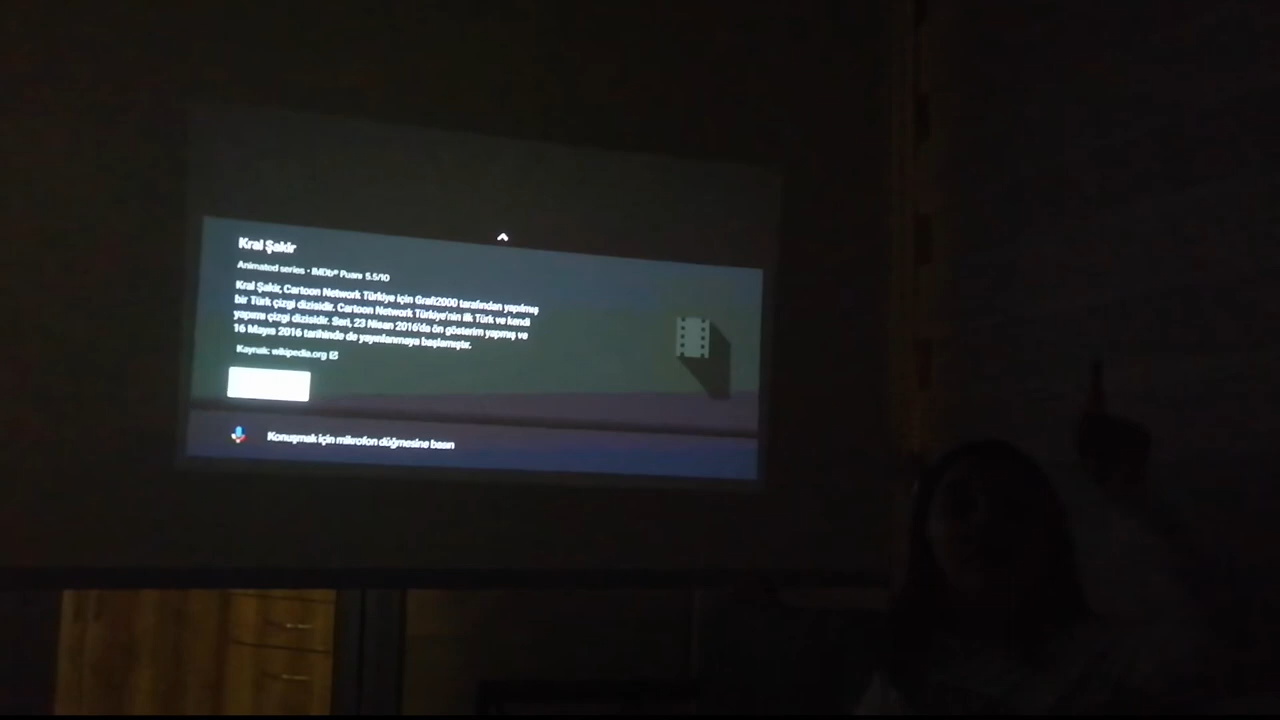 Kral Şakir
Animated series • IMDb® Puanı 5.5/10
Kral Şakir, Cartoon Network Türkiye için Grafi2000 tarafından yapılmış
bir Türk çizgi dizisidir. Cartoon Network Türkiye'nin ilk Türk ve kendi
yapımı çizgi dizisidir. Seri, 23 Nisan 2016'da ön gösterim yapmış ve
16 Mayıs 2016 tarihinde de yayınlanmaya başlamıştır.
Kaynak: wikipedia.org
Konuşmak için mikrofon düğmesine basın